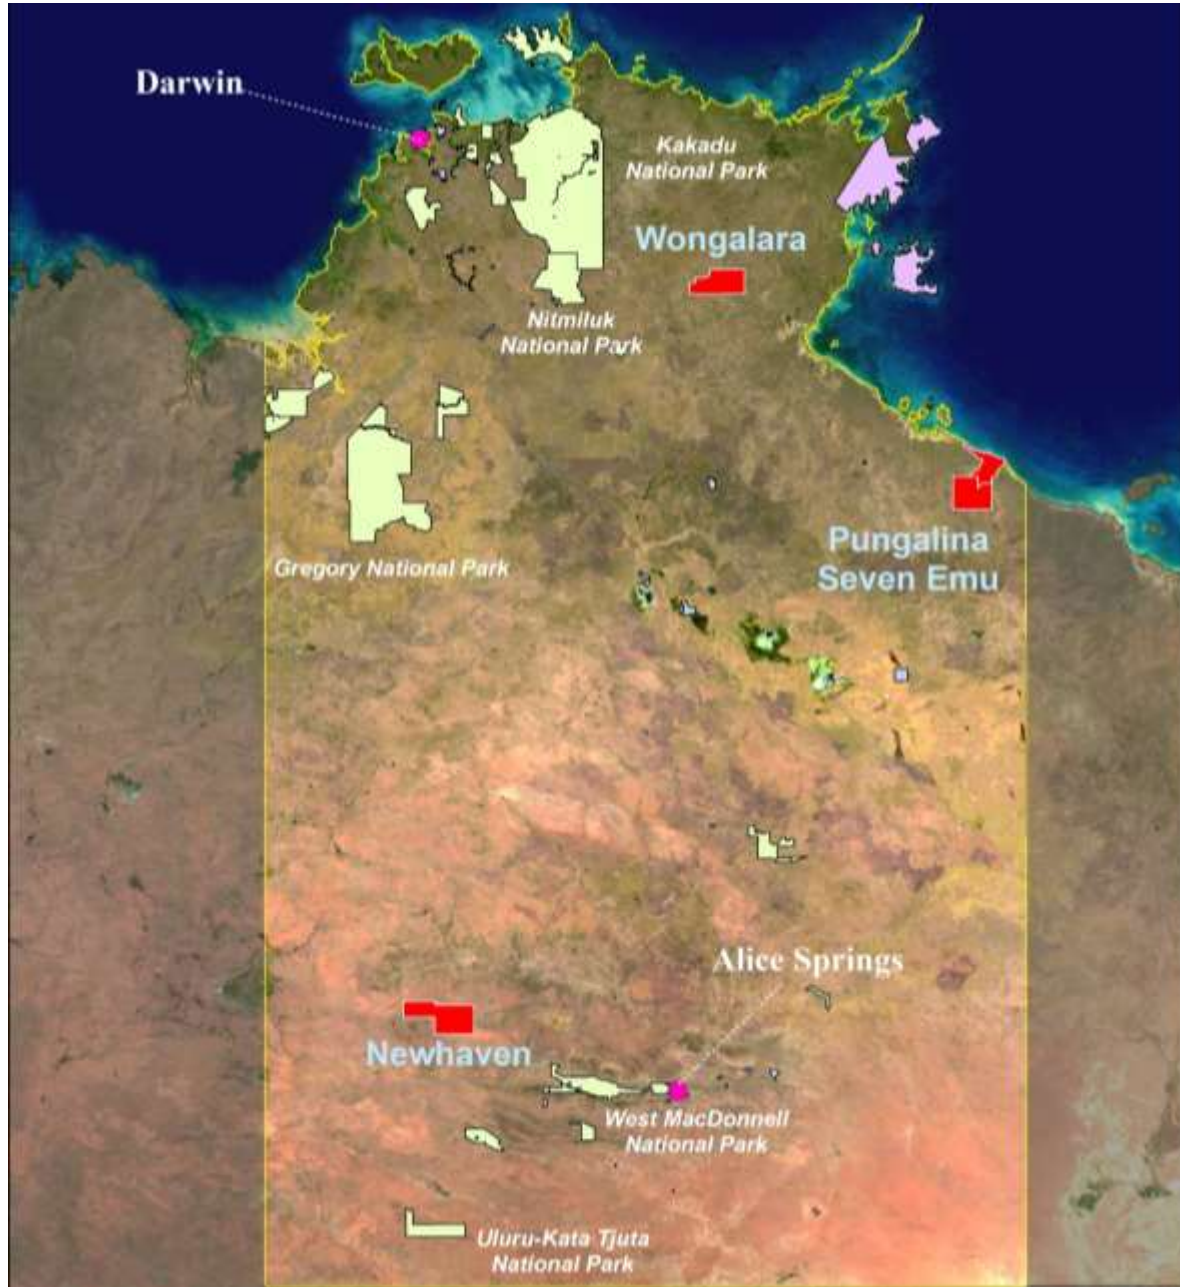 Darwin
Kakadu
National Park
Wongalara
Nitmiluk
National Park
Pungalina
Seven Emu
Gregory National Park
Alice Springs
Newhaven
West MacDonnell
National Park
Uluru-Kata Tjuta
National Park